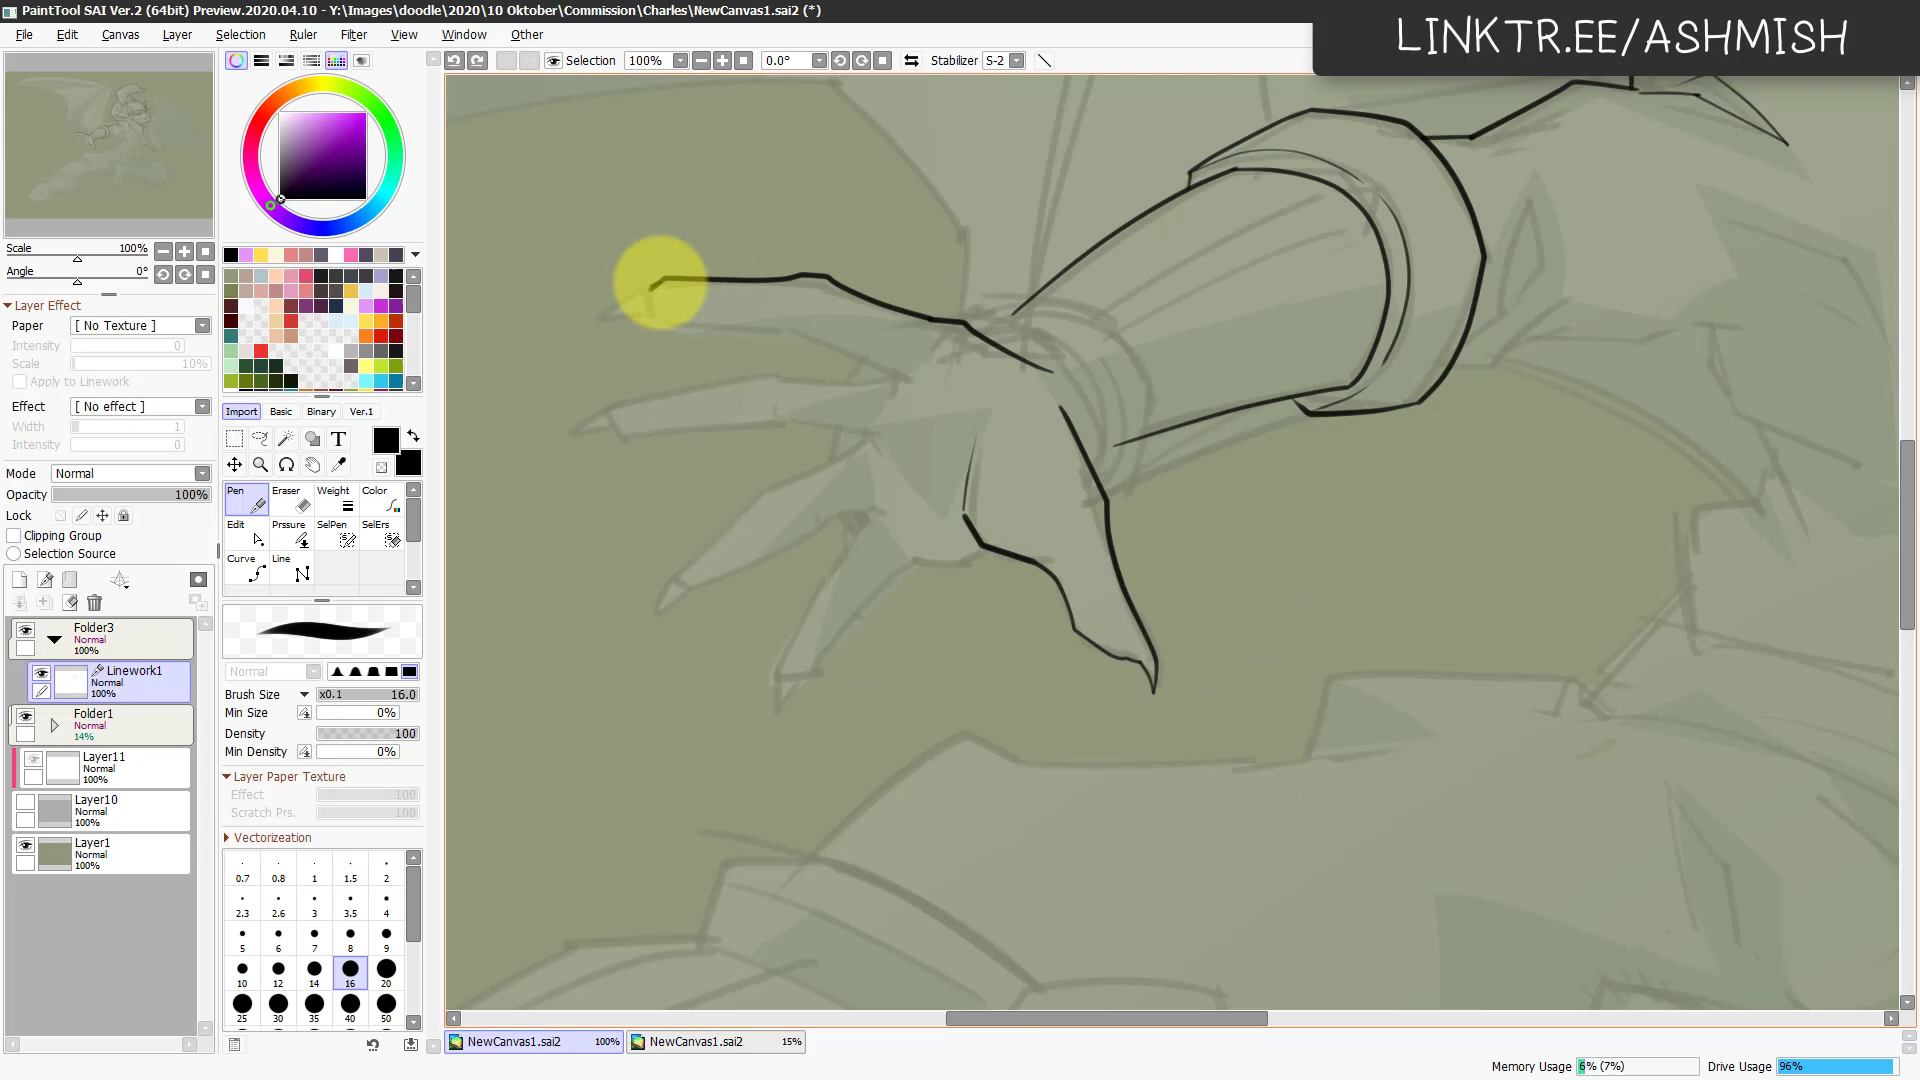 PaintTool SAI Ver.2 (64bit) Preview.2020.04.10 - Y:\Images\doodle\2020\10 Oktober\Commission\Charles\NewCanvas1.sai2 (*)
LINKTR.EE/ASHMISH
File Edit Canvas Layer Selection Filter Ruler View Window Other
Selection 100% 0.0° Stabilizer S-2
Scale 100%
Angle 0°
Layer Effect
Paper [ No Texture ]
Intensity 0
Scale 10%
Apply to Linework
Effect [ No effect ]
Width 1
Intensity 0
Mode Normal
Opacity 100%
Lock
Clipping Group
Selection Source
Folder3
Normal
100%
Linework1
Normal
100%
Folder1
Normal
14%
Layer11
Normal
100%
Layer10
Normal
100%
Layer1
Normal
100%
Import Basic Binary Ver.1
T
Pen Eraser Weight Color
Edit Prssure SelPen SelErs
Curve Line
Normal
Brush Size x0.1 16.0
Min Size 0%
Density 100
Min Density 0%
Layer Paper Texture
Effect 100
Scratch Prs. 100
Vectorization
0.7 0.8 1 1.5 2
2.3 2.6 3 3.5 4
5 6 7 8 9
10 12 14 16 20
25 30 35 40 50
NewCanvas1.sai2 100% NewCanvas1.sai2 15%
Memory Usage 6% (7%) Drive Usage 96%